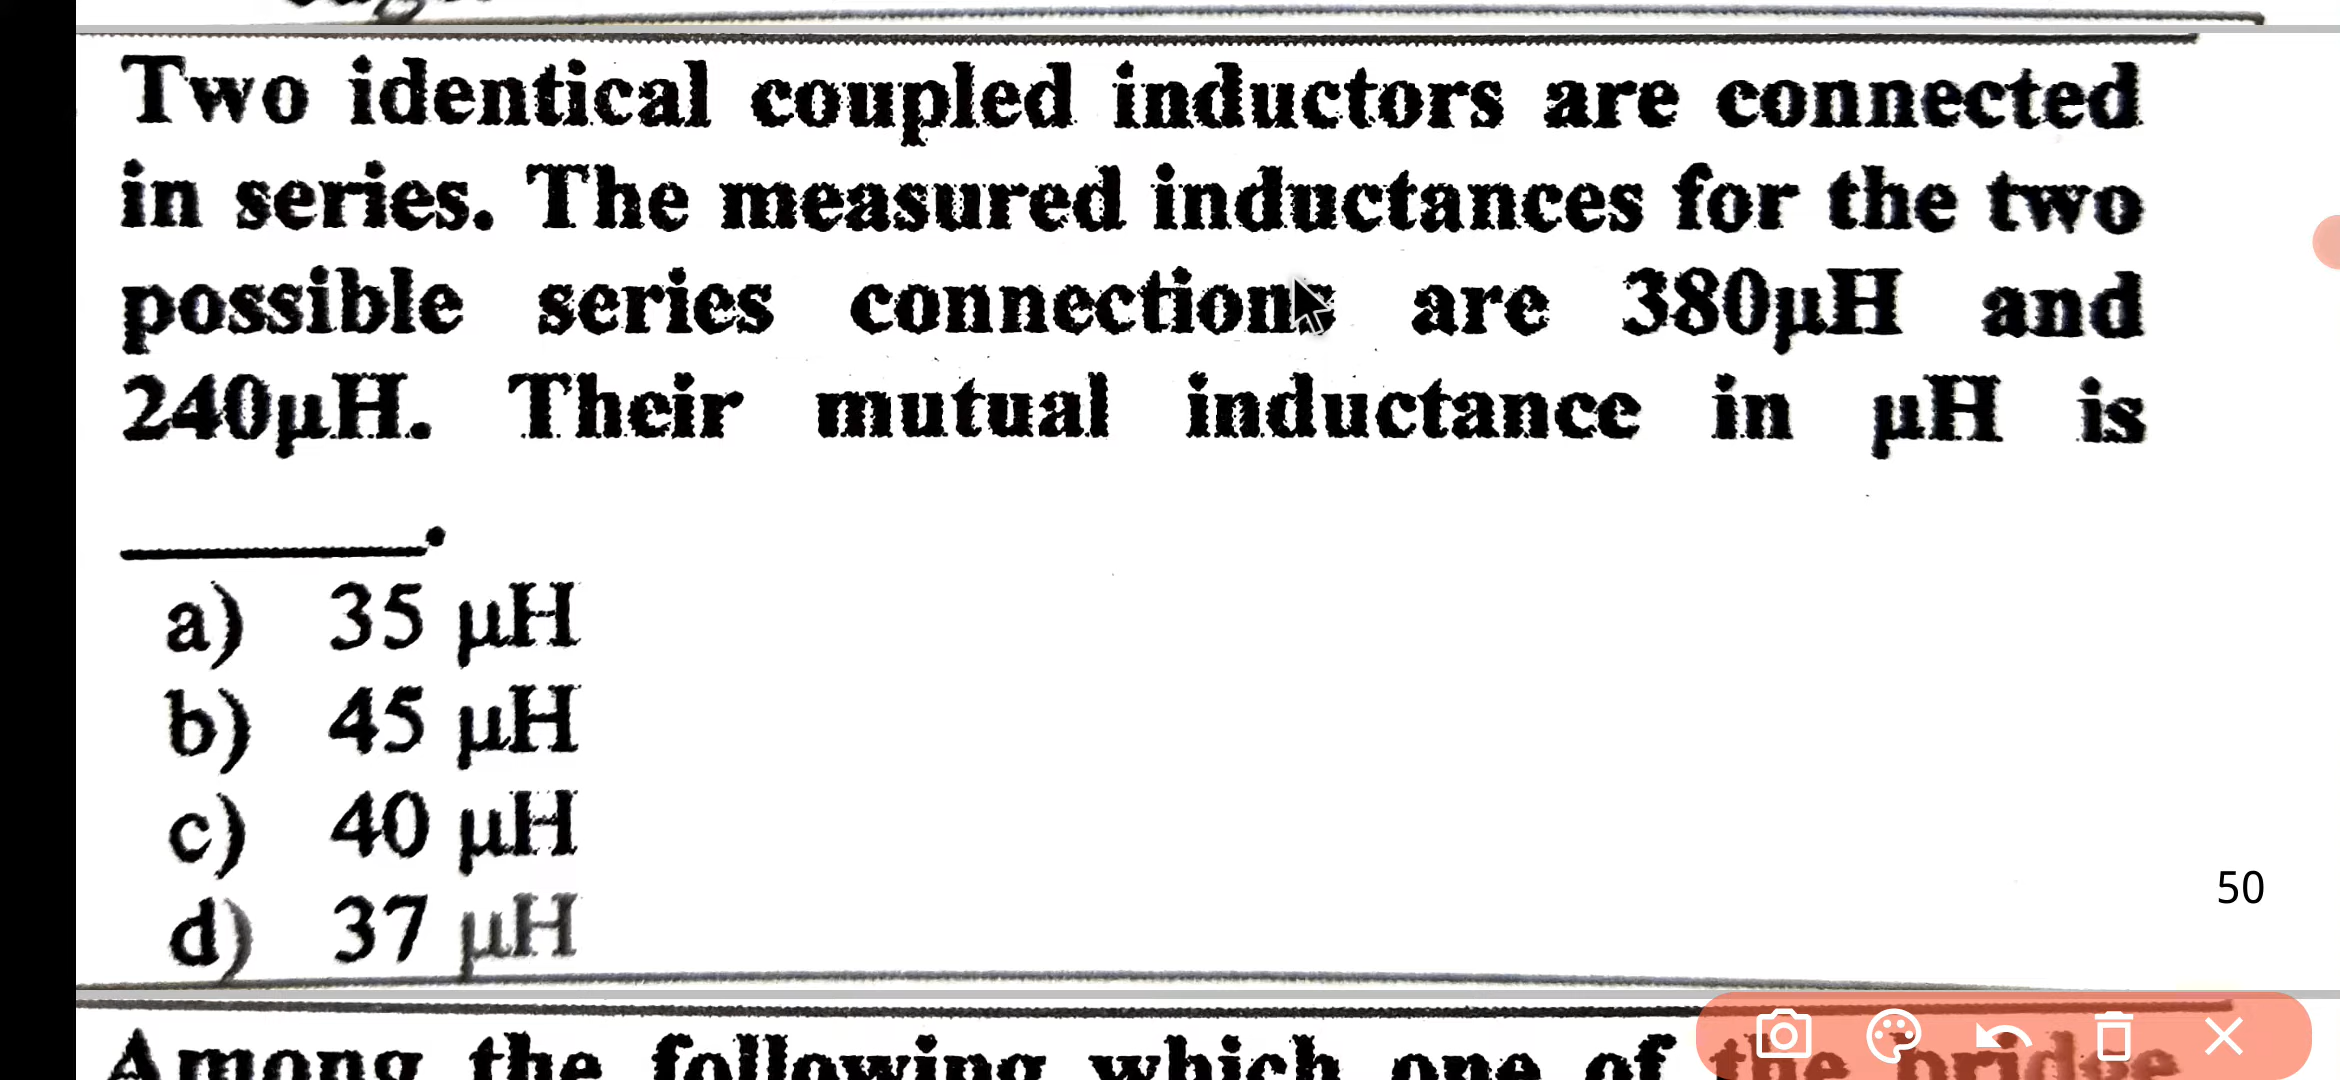 Two identical coupled inductors are connected
in series. The measured inductances for the two
possible series connections are 380µH and
240µH. Their mutual inductance in µH is
________.
a) 35 µH
b) 45 µH
c) 40 µH
50
d) 37 µH
Among the following which one of the bridge